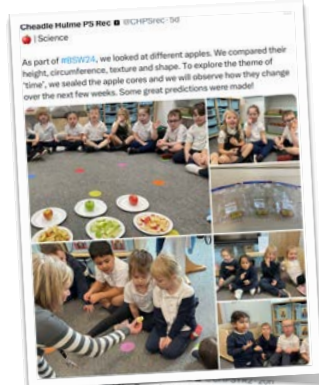 Cheadle Hulme PS Rec @CHPSrec · 5d
🍎 | Science
As part of #BSW24, we looked at different apples. We compared their
height, circumference, texture and shape. To explore the theme of
'time', we sealed the apple cores and we will observe how they change
over the next few weeks. Some great predictions were made!